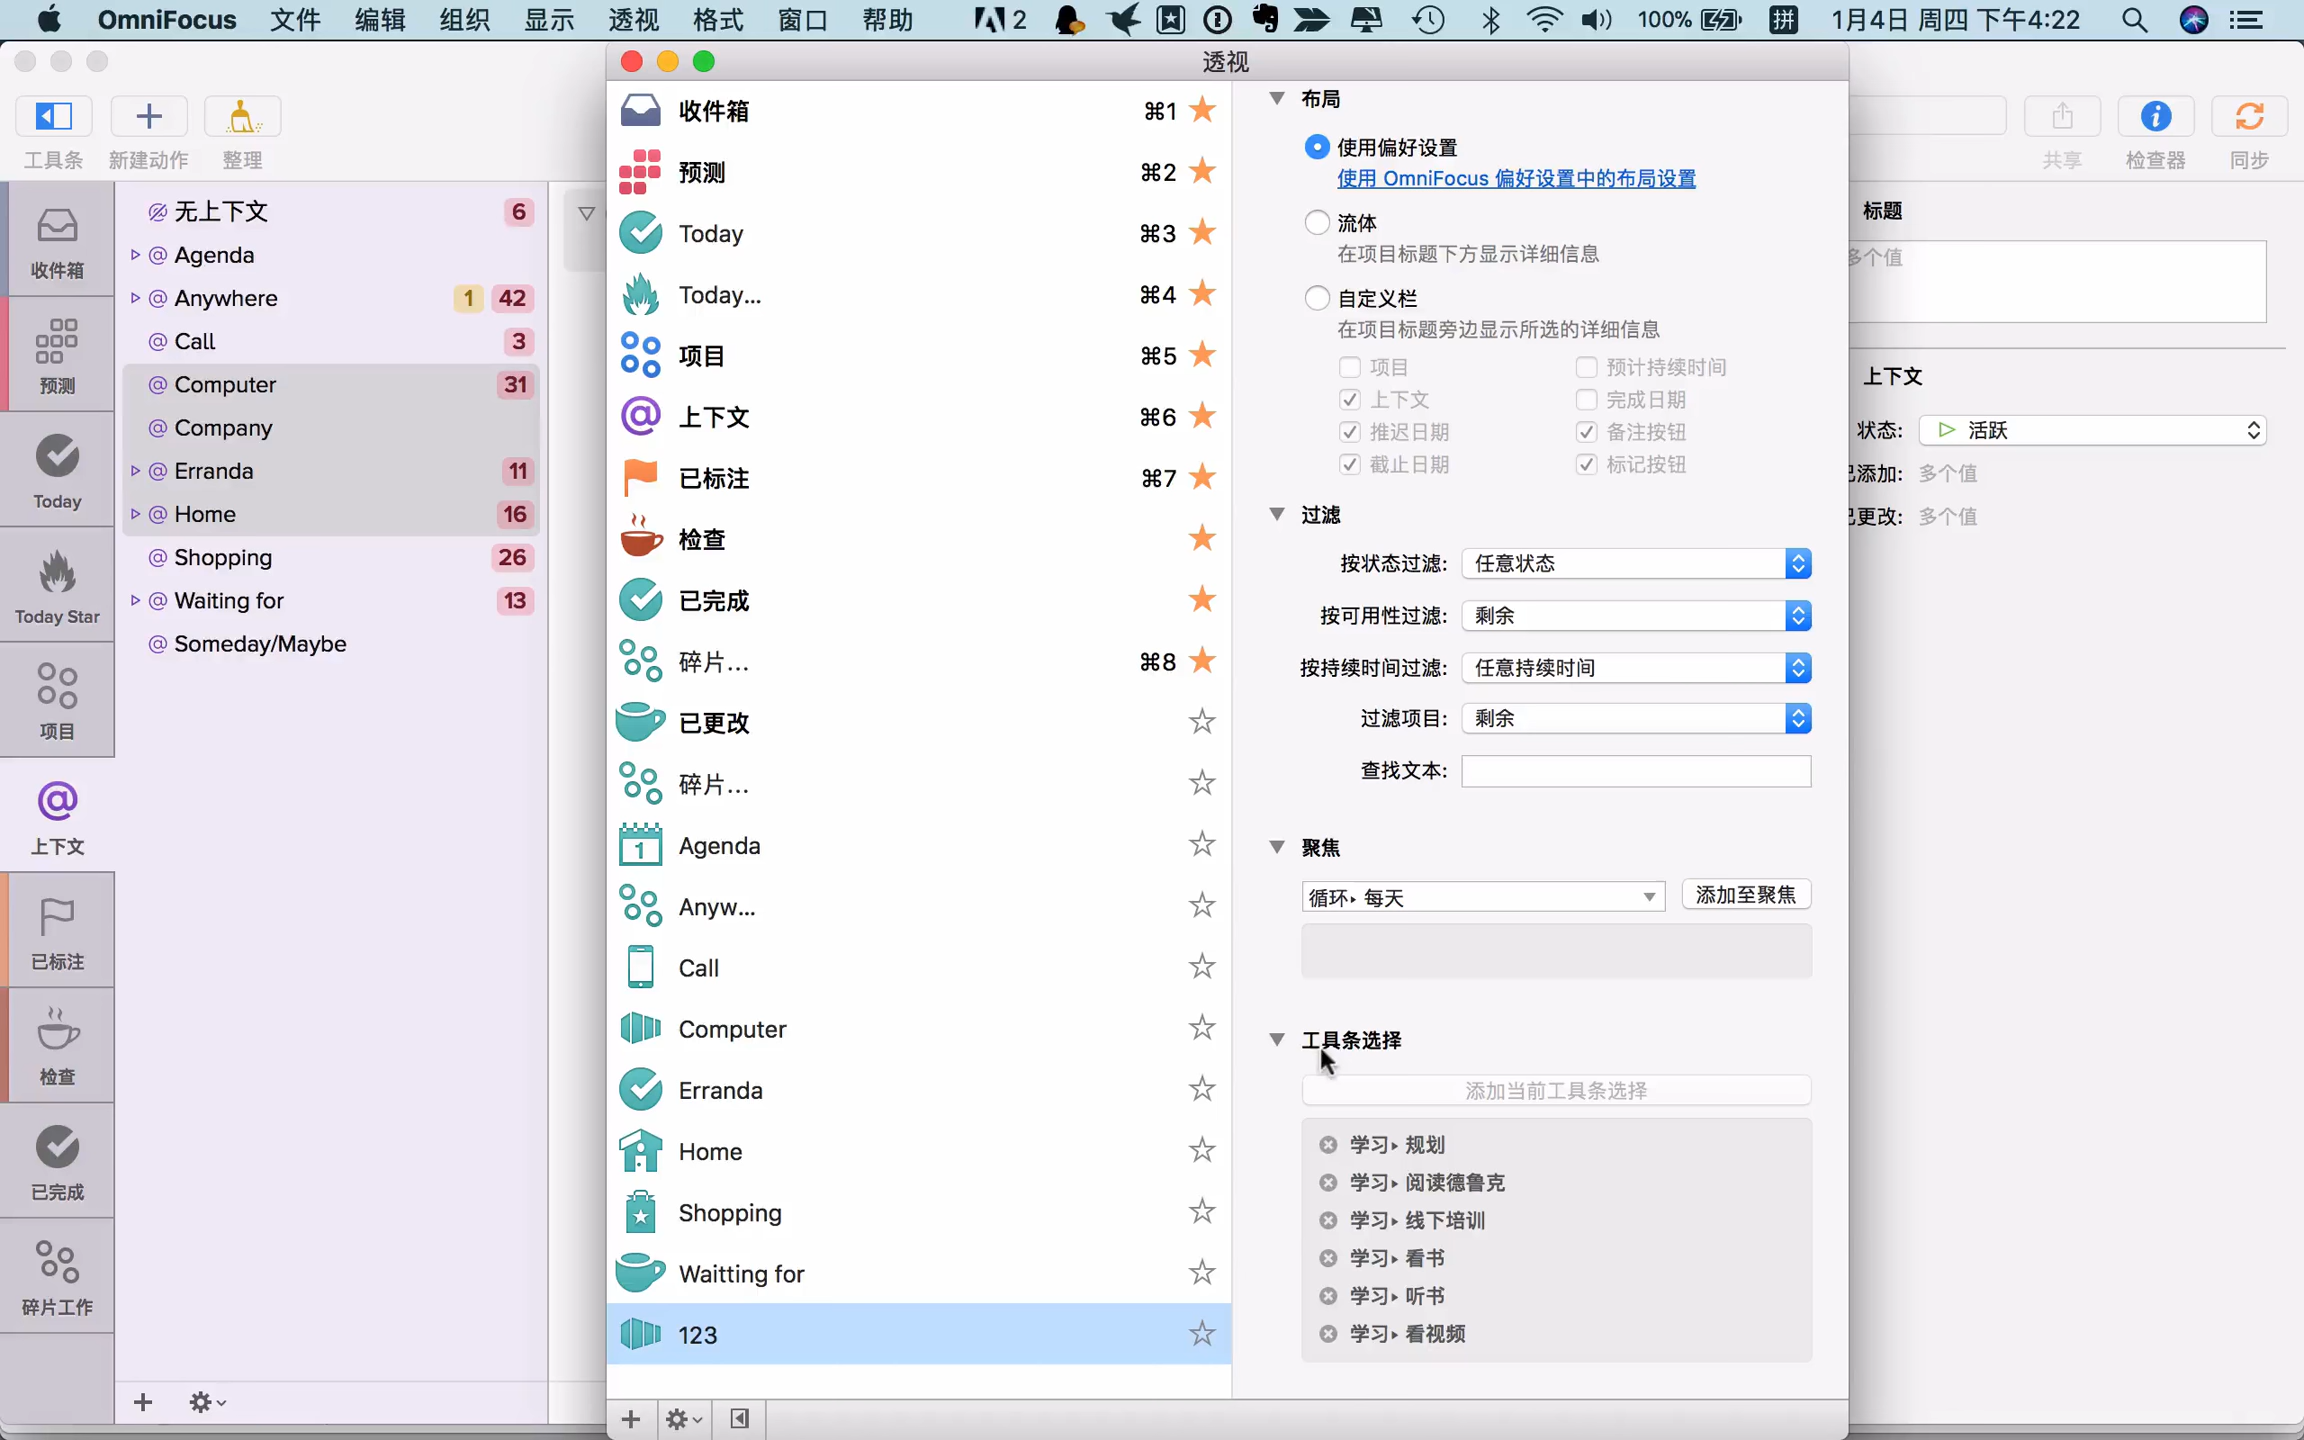 OmniFocus 文件 编辑 组织 显示 透视 格式 窗口 帮助 2 100% 拼 1月4日 周四 下午4:22
透视
工具条 新建动作 整理
共享 检查器 同步
收件箱
预测
Today
Today Star
项目
上下文
已标注
检查
已完成
碎片工作
无上下文 6
Agenda
Anywhere 1 42
Call 3
Computer 31
Company
Erranda 11
Home 16
Shopping 26
Waiting for 13
Someday/Maybe
收件箱 ⌘1
预测 ⌘2
Today ⌘3
Today... ⌘4
项目 ⌘5
上下文 ⌘6
已标注 ⌘7
检查
已完成
碎片... ⌘8
已更改
碎片...
1 Agenda
Anyw...
Call
Computer
Erranda
Home
Shopping
Waitting for
123
布局
使用偏好设置
使用 OmniFocus 偏好设置中的布局设置
流体
在项目标题下方显示详细信息
自定义栏
在项目标题旁边显示所选的详细信息
项目 预计持续时间
上下文 完成日期
推迟日期 备注按钮
截止日期 标记按钮
过滤
按状态过滤: 任意状态
按可用性过滤: 剩余
按持续时间过滤: 任意持续时间
过滤项目: 剩余
查找文本:
聚焦
循环▸ 每天 添加至聚焦
工具条选择
添加当前工具条选择
学习▸ 规划
学习▸ 阅读德鲁克
学习▸ 线下培训
学习▸ 看书
学习▸ 听书
学习▸ 看视频
标题
多个值
上下文
状态: 活跃
已添加: 多个值
已更改: 多个值